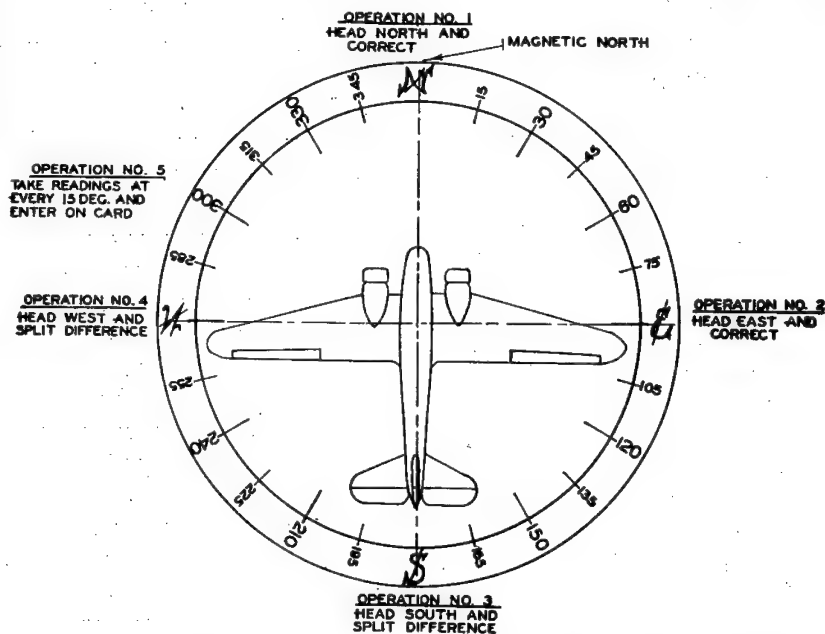 OPERATION NO. 1
HEAD NORTH AND
CORRECT
MAGNETIC NORTH
N
345
15
330
30
315
45
OPERATION NO. 5
TAKE READINGS AT
EVERY 15 DEG. AND
ENTER ON CARD
300
60
285
75
OPERATION NO. 4
HEAD WEST AND
SPLIT DIFFERENCE
W
E
OPERATION NO. 2
HEAD EAST AND
CORRECT
255
105
240
120
225
135
210
150
195
165
S
OPERATION NO. 3
HEAD SOUTH AND
SPLIT DIFFERENCE